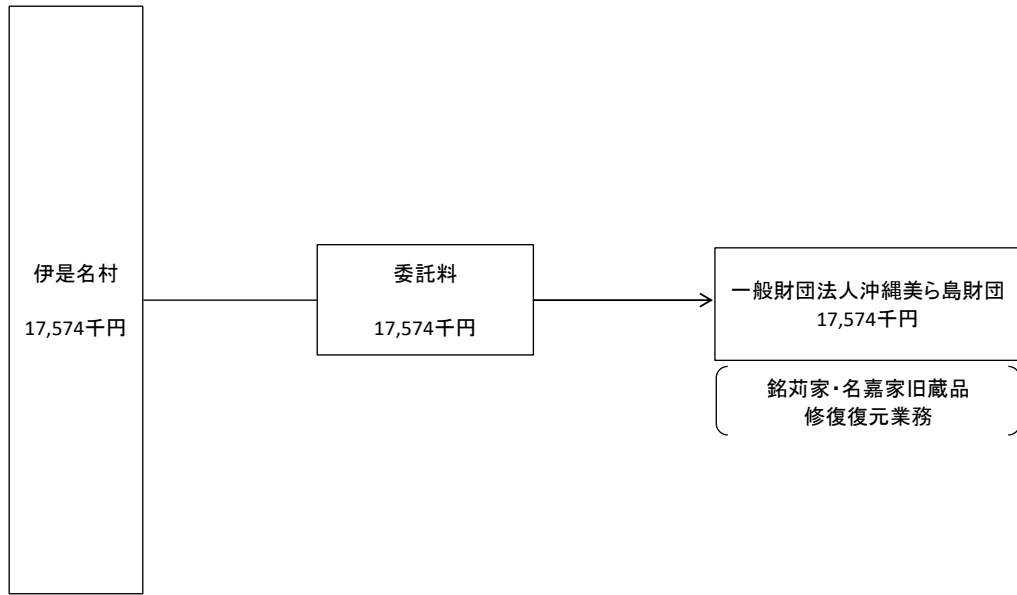 伊是名村
17,574千円
委託料
17,574千円
一般財団法人沖縄美ら島財団
17,574千円
銘苅家・名嘉家旧蔵品
修復復元業務